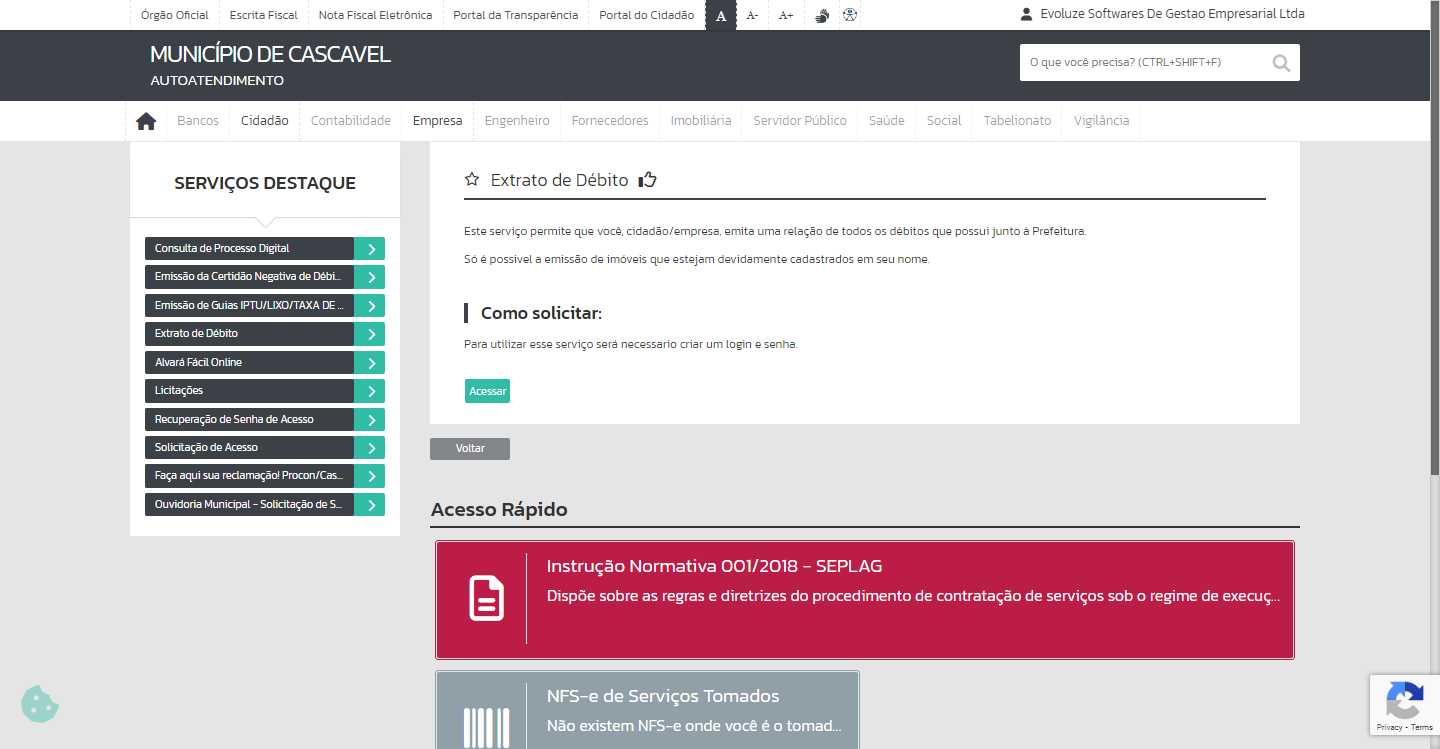 Órgão Oficial
Escrita Fiscal
Nota Fiscal Eletrônica
Portal da Transparência
Portal do Cidadão
A
A-
A+
Evoluze Softwares De Gestao Empresarial Ltda
MUNICÍPIO DE CASCAVEL
AUTOATENDIMENTO
O que você precisa? (CTRL+SHIFT+F)
Bancos
Cidadão
Contabilidade
Empresa
Engenheiro
Fornecedores
Imobiliária
Servidor Público
Saúde
Social
Tabelionato
Vigilância
SERVIÇOS DESTAQUE
Consulta de Processo Digital
Emissão da Certidão Negativa de Débi...
Emissão de Guias IPTU/LIXO/TAXA DE ...
Extrato de Débito
Alvará Fácil Online
Licitações
Recuperação de Senha de Acesso
Solicitação de Acesso
Faça aqui sua reclamação! Procon/Cas...
Ouvidoria Municipal - Solicitação de S...
Extrato de Débito
Este serviço permite que você, cidadão/empresa, emita uma relação de todos os débitos que possui junto à Prefeitura.
Só é possivel a emissão de imóveis que estejam devidamente cadastrados em seu nome.
Como solicitar:
Para utilizar esse serviço será necessario criar um login e senha.
Acessar
Voltar
Acesso Rápido
Instrução Normativa 001/2018 - SEPLAG
Dispõe sobre as regras e diretrizes do procedimento de contratação de serviços sob o regime de execuç...
NFS-e de Serviços Tomados
Não existem NFS-e onde você é o tomad...
Privacy - Terms